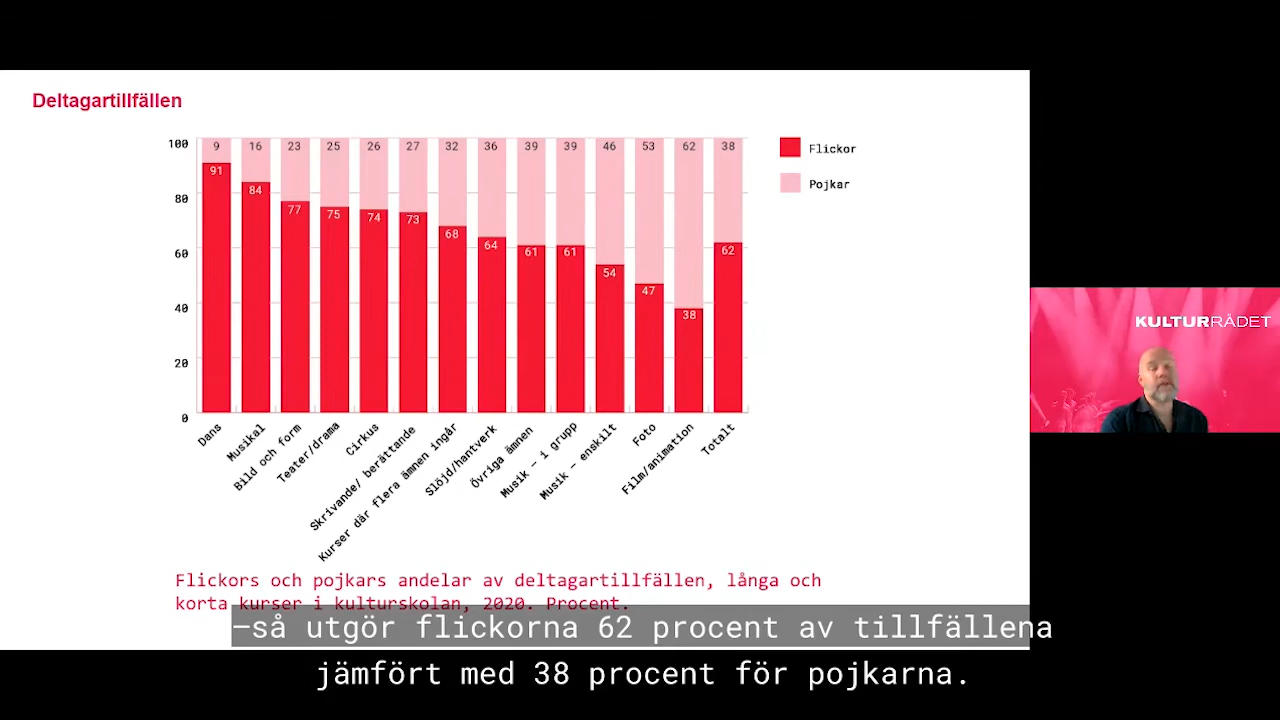 Deltagartillfällen
100
80
60
40
20
0
9 16 23 25 26 27 32 36 39 39 46 53 62 38
91 84 77 75 74 73 68 64 61 61 54 47 38 62
Flickor
Pojkar
Dans
Musikal
Bild och form
Teater/drama
Cirkus
Skrivande/ berättande
Kurser där flera ämnen ingår
Slöjd/hantverk
Övriga ämnen
Musik – i grupp
Musik – enskilt
Foto
Film/animation
Totalt
KULTURRÅDET
Flickors och pojkars andelar av deltagartillfällen, långa och
korta kurser i kulturskolan, 2020. Procent.
–så utgör flickorna 62 procent av tillfällena
jämfört med 38 procent för pojkarna.